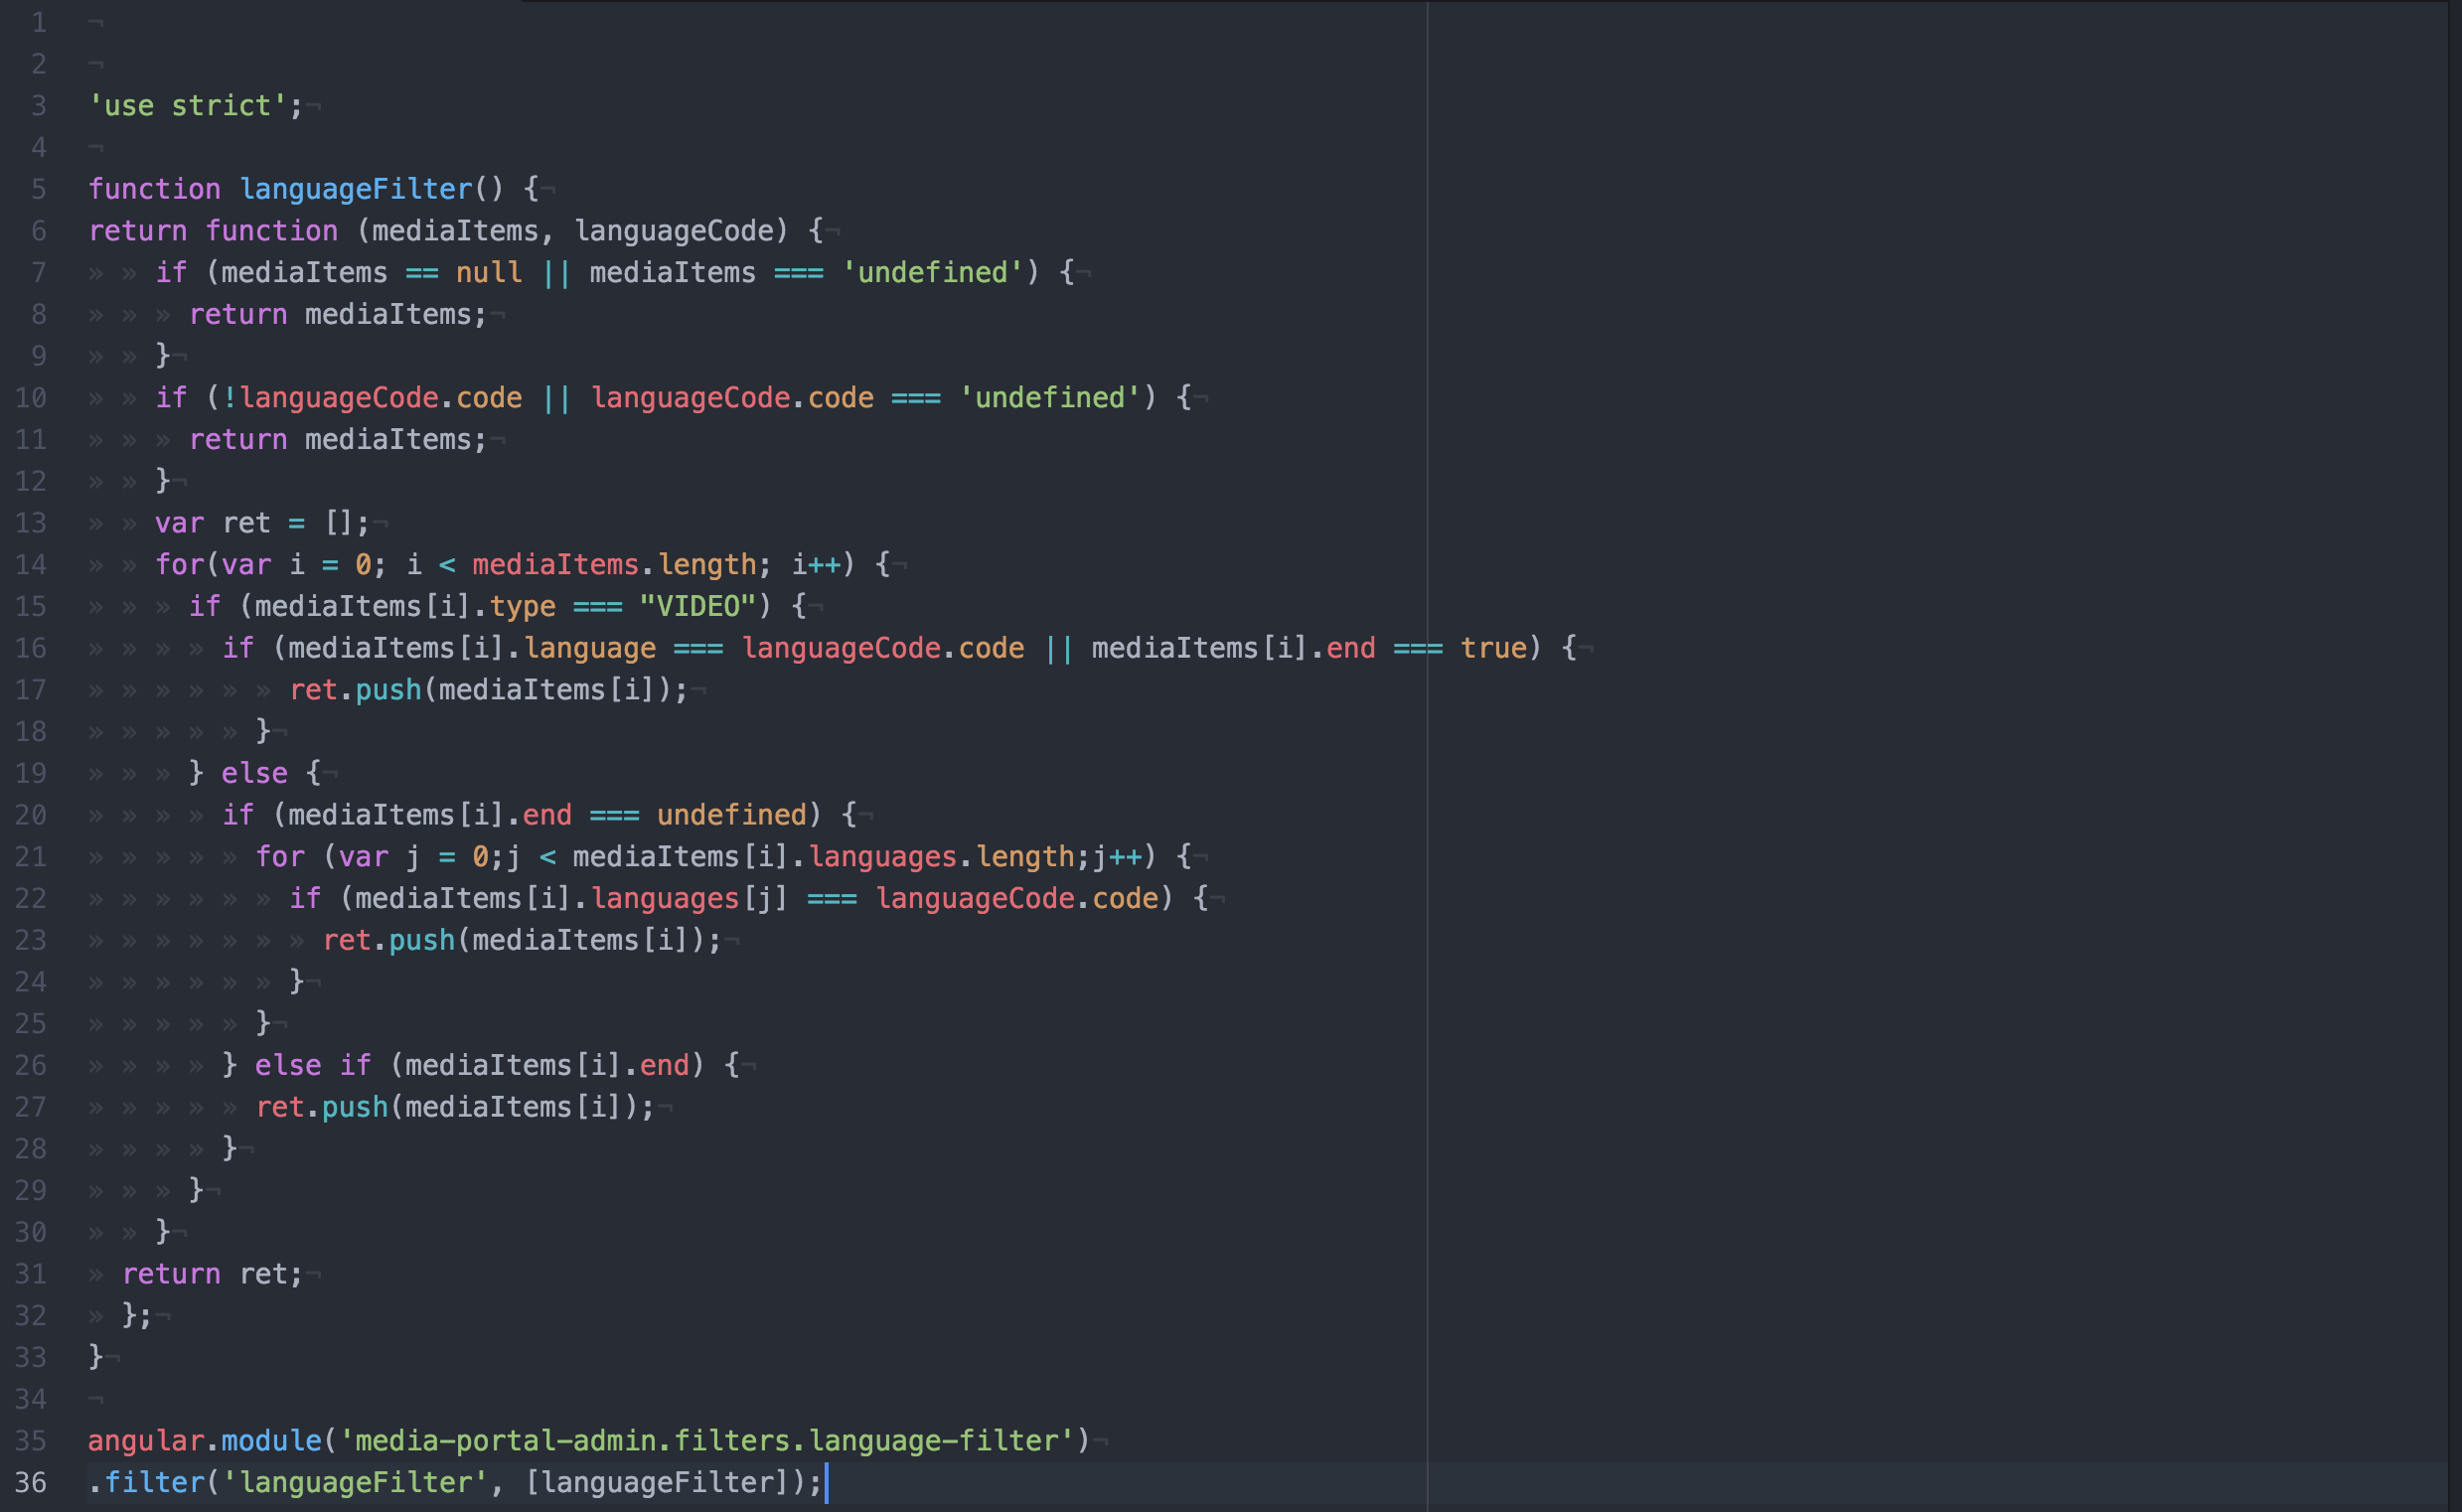 1 ¬
2 ¬
3 'use strict';¬
4 ¬
5 function languageFilter() {¬
6 return function (mediaItems, languageCode) {¬
7 » » if (mediaItems == null || mediaItems === 'undefined') {¬
8 » » » return mediaItems;¬
9 » » }¬
10 » » if (!languageCode.code || languageCode.code === 'undefined') {¬
11 » » » return mediaItems;¬
12 » » }¬
13 » » var ret = [];¬
14 » » for(var i = 0; i < mediaItems.length; i++) {¬
15 » » » if (mediaItems[i].type === "VIDEO") {¬
16 » » » » if (mediaItems[i].language === languageCode.code || mediaItems[i].end === true) {¬
17 » » » » » » ret.push(mediaItems[i]);¬
18 » » » » » }¬
19 » » » } else {¬
20 » » » » if (mediaItems[i].end === undefined) {¬
21 » » » » » for (var j = 0;j < mediaItems[i].languages.length;j++) {¬
22 » » » » » » if (mediaItems[i].languages[j] === languageCode.code) {¬
23 » » » » » » » ret.push(mediaItems[i]);¬
24 » » » » » » }¬
25 » » » » » }¬
26 » » » » } else if (mediaItems[i].end) {¬
27 » » » » » ret.push(mediaItems[i]);¬
28 » » » » }¬
29 » » » }¬
30 » » }¬
31 » return ret;¬
32 » };¬
33 }¬
34 ¬
35 angular.module('media-portal-admin.filters.language-filter')¬
36 .filter('languageFilter', [languageFilter]);